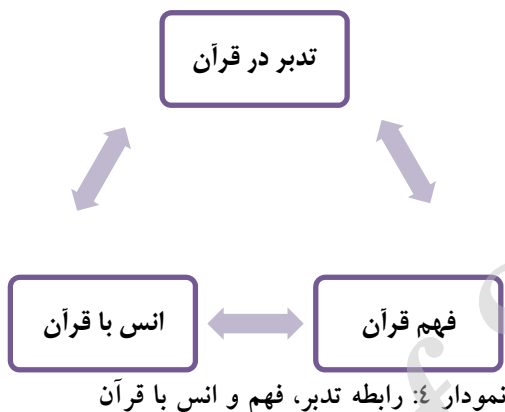 تدبر در قرآن
فهم قرآن
انس با قرآن
نمودار ٤: رابطه تدبر، فهم و انس با قرآن